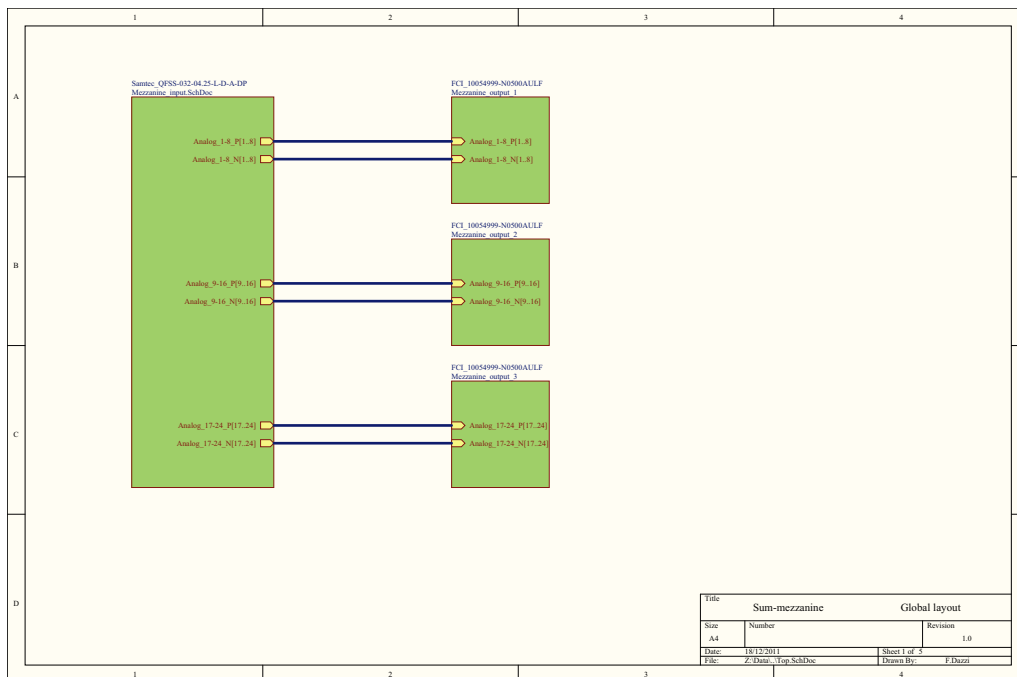 1 2 3 4
A
B
C
D
Samtec_QFSS-032-04.25-L-D-A-DP
Mezzanine_input.SchDoc
Analog_1-8_P[1..8]
Analog_1-8_N[1..8]
Analog_9-16_P[9..16]
Analog_9-16_N[9..16]
Analog_17-24_P[17..24]
Analog_17-24_N[17..24]
FCI_10054999-N0500AULF
Mezzanine_output_1
Analog_1-8_P[1..8]
Analog_1-8_N[1..8]
FCI_10054999-N0500AULF
Mezzanine_output_2
Analog_9-16_P[9..16]
Analog_9-16_N[9..16]
FCI_10054999-N0500AULF
Mezzanine_output_3
Analog_17-24_P[17..24]
Analog_17-24_N[17..24]
Title
Sum-mezzanine Global layout
Size Number Revision
A4 1.0
Date: 18/12/2011 Sheet 1 of 5
File: Z:\Data\..\Top.SchDoc Drawn By: F.Dazzi
1 2 3 4